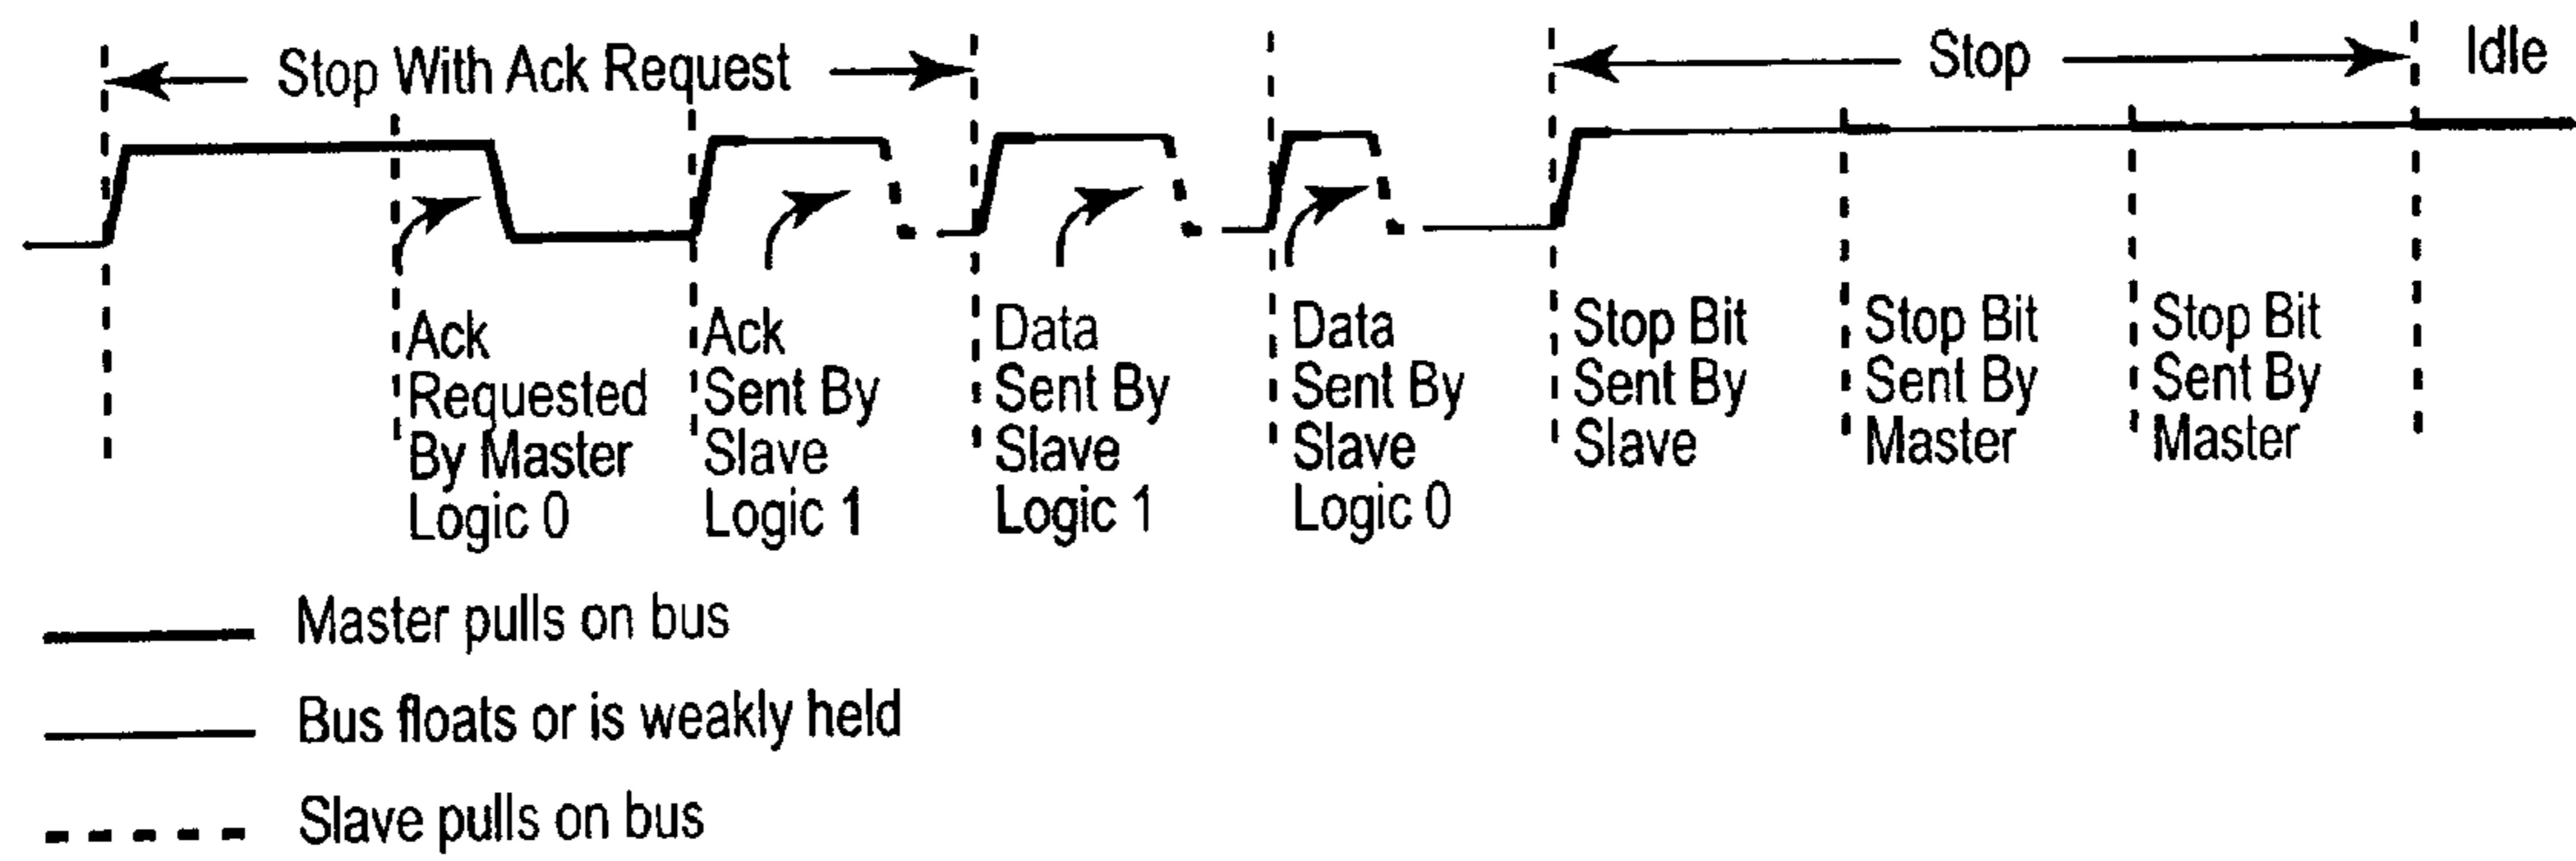 Stop With Ack Request
Stop
Idle
Ack
Requested
By Master
Logic 0
Ack
Sent By
Slave
Logic 1
Data
Sent By
Slave
Logic 1
Data
Sent By
Slave
Logic 0
Stop Bit
Sent By
Slave
Stop Bit
Sent By
Master
Stop Bit
Sent By
Master
Master pulls on bus
Bus floats or is weakly held
Slave pulls on bus